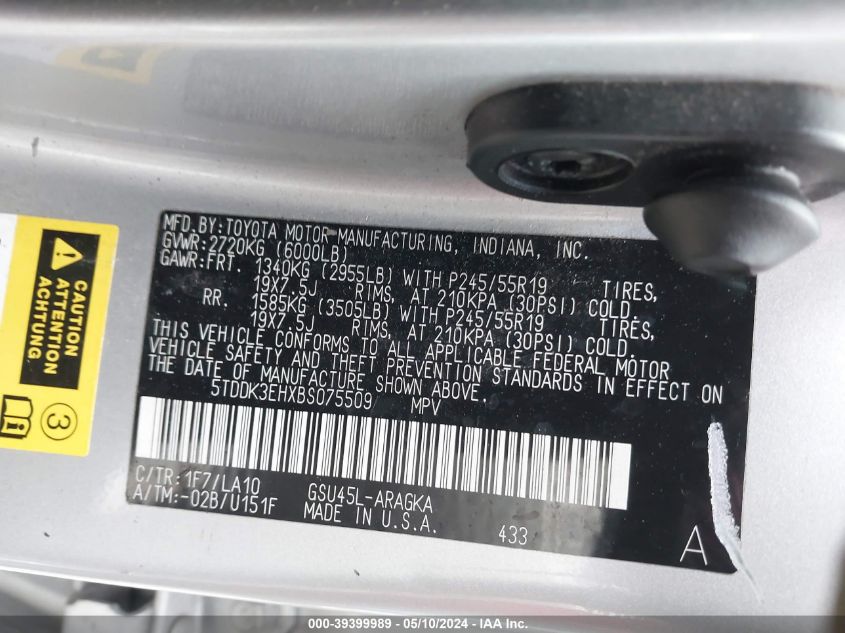 CAUTION
ATTENTION
ACHTUNG.
3
MFD.BY:TOYOTA MOTOR MANUFACTURING, INDIANA, INC.
GVWR:2720KG (6000LB)
GAWR:FRT. 1340KG (2955LB) WITH P245/55R19 TIRES,
19X7.5J RIMS, AT 210KPA (30PSI) COLD.
RR. 1585KG (3505LB) WITH P245/55R19 TIRES,
19X7.5J RIMS, AT 210KPA (30PSI) COLD.
THIS VEHICLE CONFORMS TO ALL APPLICABLE FEDERAL MOTOR
VEHICLE SAFETY AND THEFT PREVENTION STANDARDS IN EFFECT ON
THE DATE OF MANUFACTURE SHOWN ABOVE.
5TDDK3EHXBS075509 MPV
C/TR:1F7/LA10 GSU45L-ARAGKA
A/TM:-02B/U151F MADE IN U.S.A.
433
A
000-39399989 - 05/10/2024 - IAA Inc.